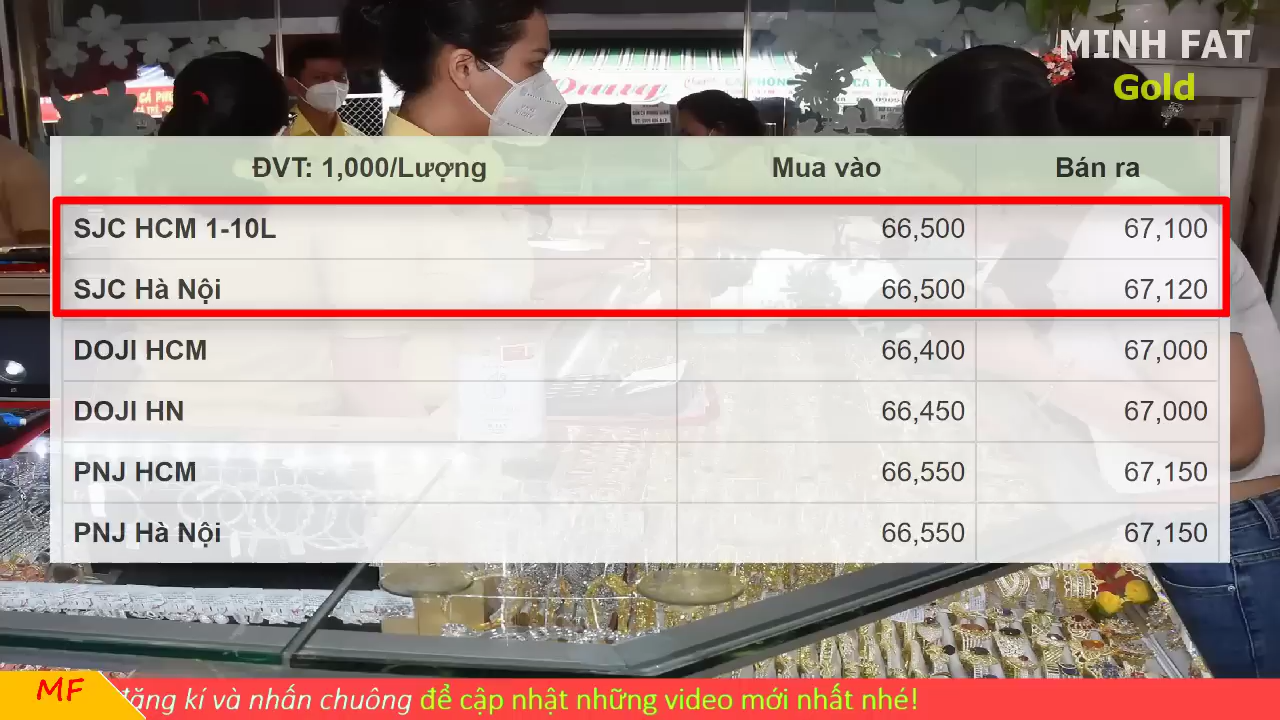 MINH FAT
Gold
Quang
ĐVT: 1,000/Lượng Mua vào Bán ra
SJC HCM 1-10L 66,500 67,100
SJC Hà Nội 66,500 67,120
DOJI HCM 66,400 67,000
DOJI HN 66,450 67,000
PNJ HCM 66,550 67,150
PNJ Hà Nội 66,550 67,150
MF đăng kí và nhấn chuông để cập nhật những video mới nhất nhé!